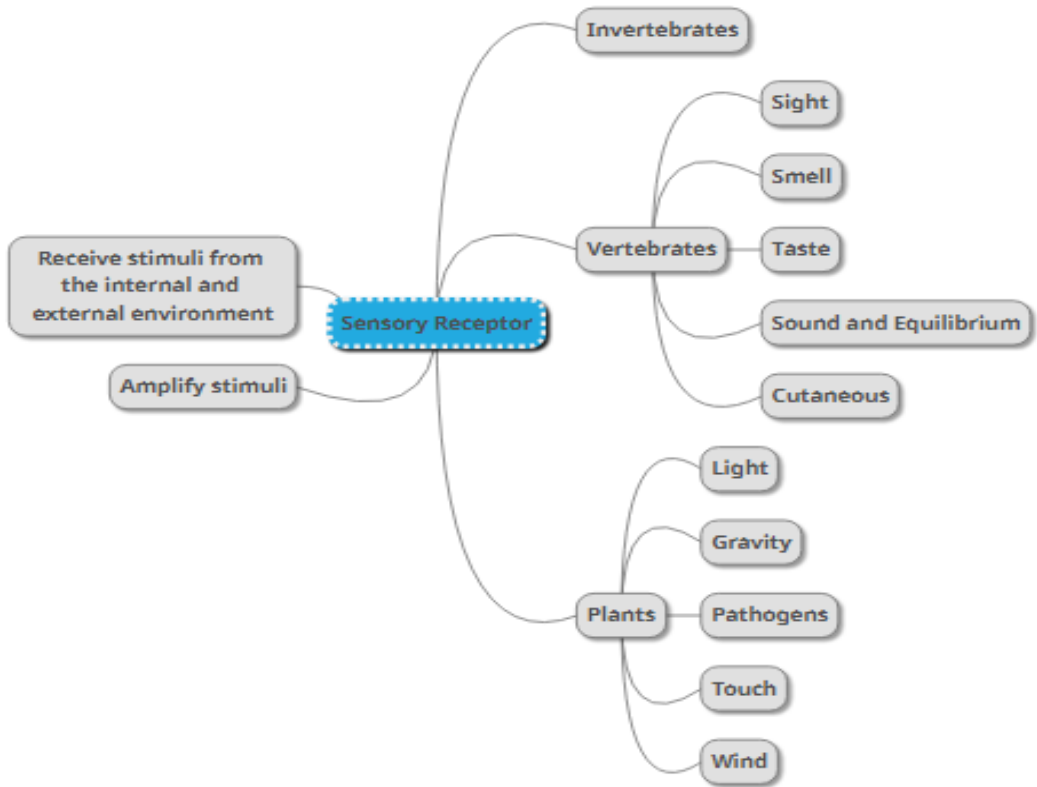 Invertebrates
Sight
Smell
Receive stimuli from
the internal and
external environment
Vertebrates
Taste
Sensory Receptor
Sound and Equilibrium
Amplify stimuli
Cutaneous
Light
Gravity
Plants
Pathogens
Touch
Wind